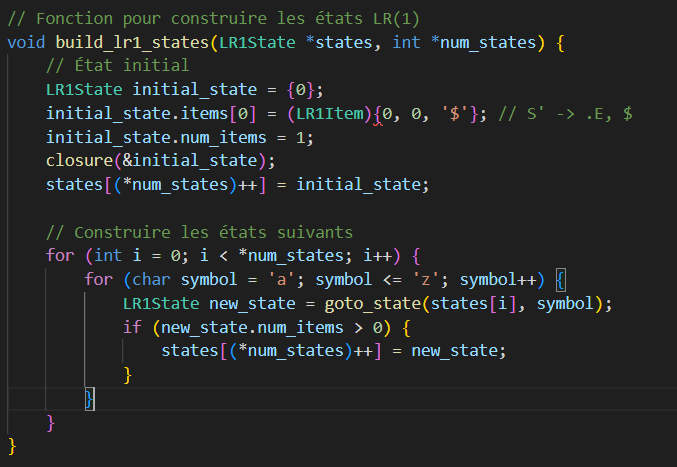 // Fonction pour construire les états LR(1)
void build_lr1_states(LR1State *states, int *num_states) {
    // État initial
    LR1State initial_state = {0};
    initial_state.items[0] = (LR1Item){0, 0, '$'}; // S' -> .E, $
    initial_state.num_items = 1;
    closure(&initial_state);
    states[(*num_states)++] = initial_state;

    // Construire les états suivants
    for (int i = 0; i < *num_states; i++) {
        for (char symbol = 'a'; symbol <= 'z'; symbol++) {
            LR1State new_state = goto_state(states[i], symbol);
            if (new_state.num_items > 0) {
                states[(*num_states)++] = new_state;
            }
        }
    }
}